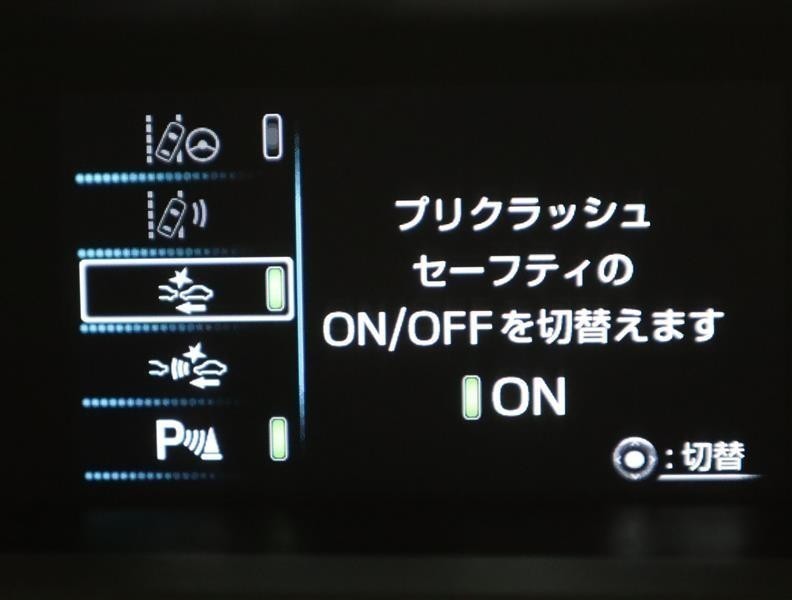 プリクラッシュ
セーフティの
ON/OFFを切替えます
ON
P
:切替